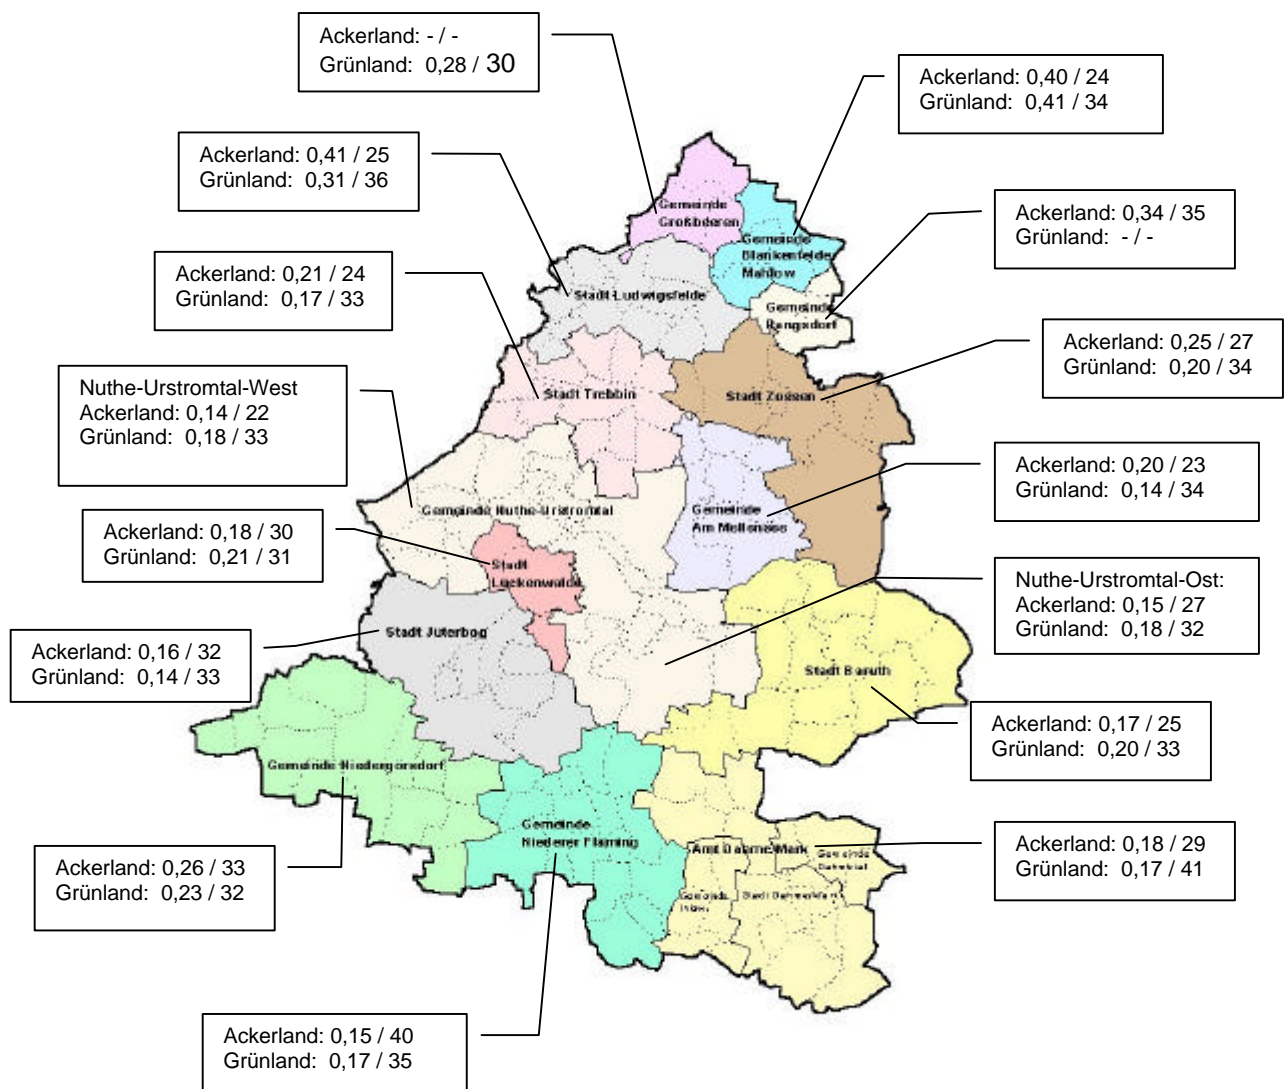 Ackerland: - / -
Grünland: 0,28 / 30
Ackerland: 0,40 / 24
Grünland: 0,41 / 34
Ackerland: 0,41 / 25
Grünland: 0,31 / 36
Ackerland: 0,34 / 35
Grünland: - / -
Ackerland: 0,21 / 24
Grünland: 0,17 / 33
Ackerland: 0,25 / 27
Grünland: 0,20 / 34
Nuthe-Urstromtal-West
Ackerland: 0,14 / 22
Grünland: 0,18 / 33
Ackerland: 0,20 / 23
Grünland: 0,14 / 34
Ackerland: 0,18 / 30
Grünland: 0,21 / 31
Nuthe-Urstromtal-Ost:
Ackerland: 0,15 / 27
Grünland: 0,18 / 32
Ackerland: 0,16 / 32
Grünland: 0,14 / 33
Ackerland: 0,17 / 25
Grünland: 0,20 / 33
Ackerland: 0,26 / 33
Grünland: 0,23 / 32
Ackerland: 0,18 / 29
Grünland: 0,17 / 41
Ackerland: 0,15 / 40
Grünland: 0,17 / 35
Gemeinde
Großbeeren
Gemeinde
Blankenfelde
Mahlow
Stadt Ludwigsfelde
Gemeinde
Rangsdorf
Stadt Trebbin
Stadt Zossen
Gemeinde Nuthe-Urstromtal
Gemeinde
Am Mellensee
Stadt
Luckenwalde
Stadt Jüterbog
Stadt Baruth
Gemeinde Niedergörsdorf
Gemeinde
Niederer Fläming
Amt Dahme/Mark
Gemeinde
Dahmetal
Gemeinde
Ihlow
Stadt Dahme/Mark